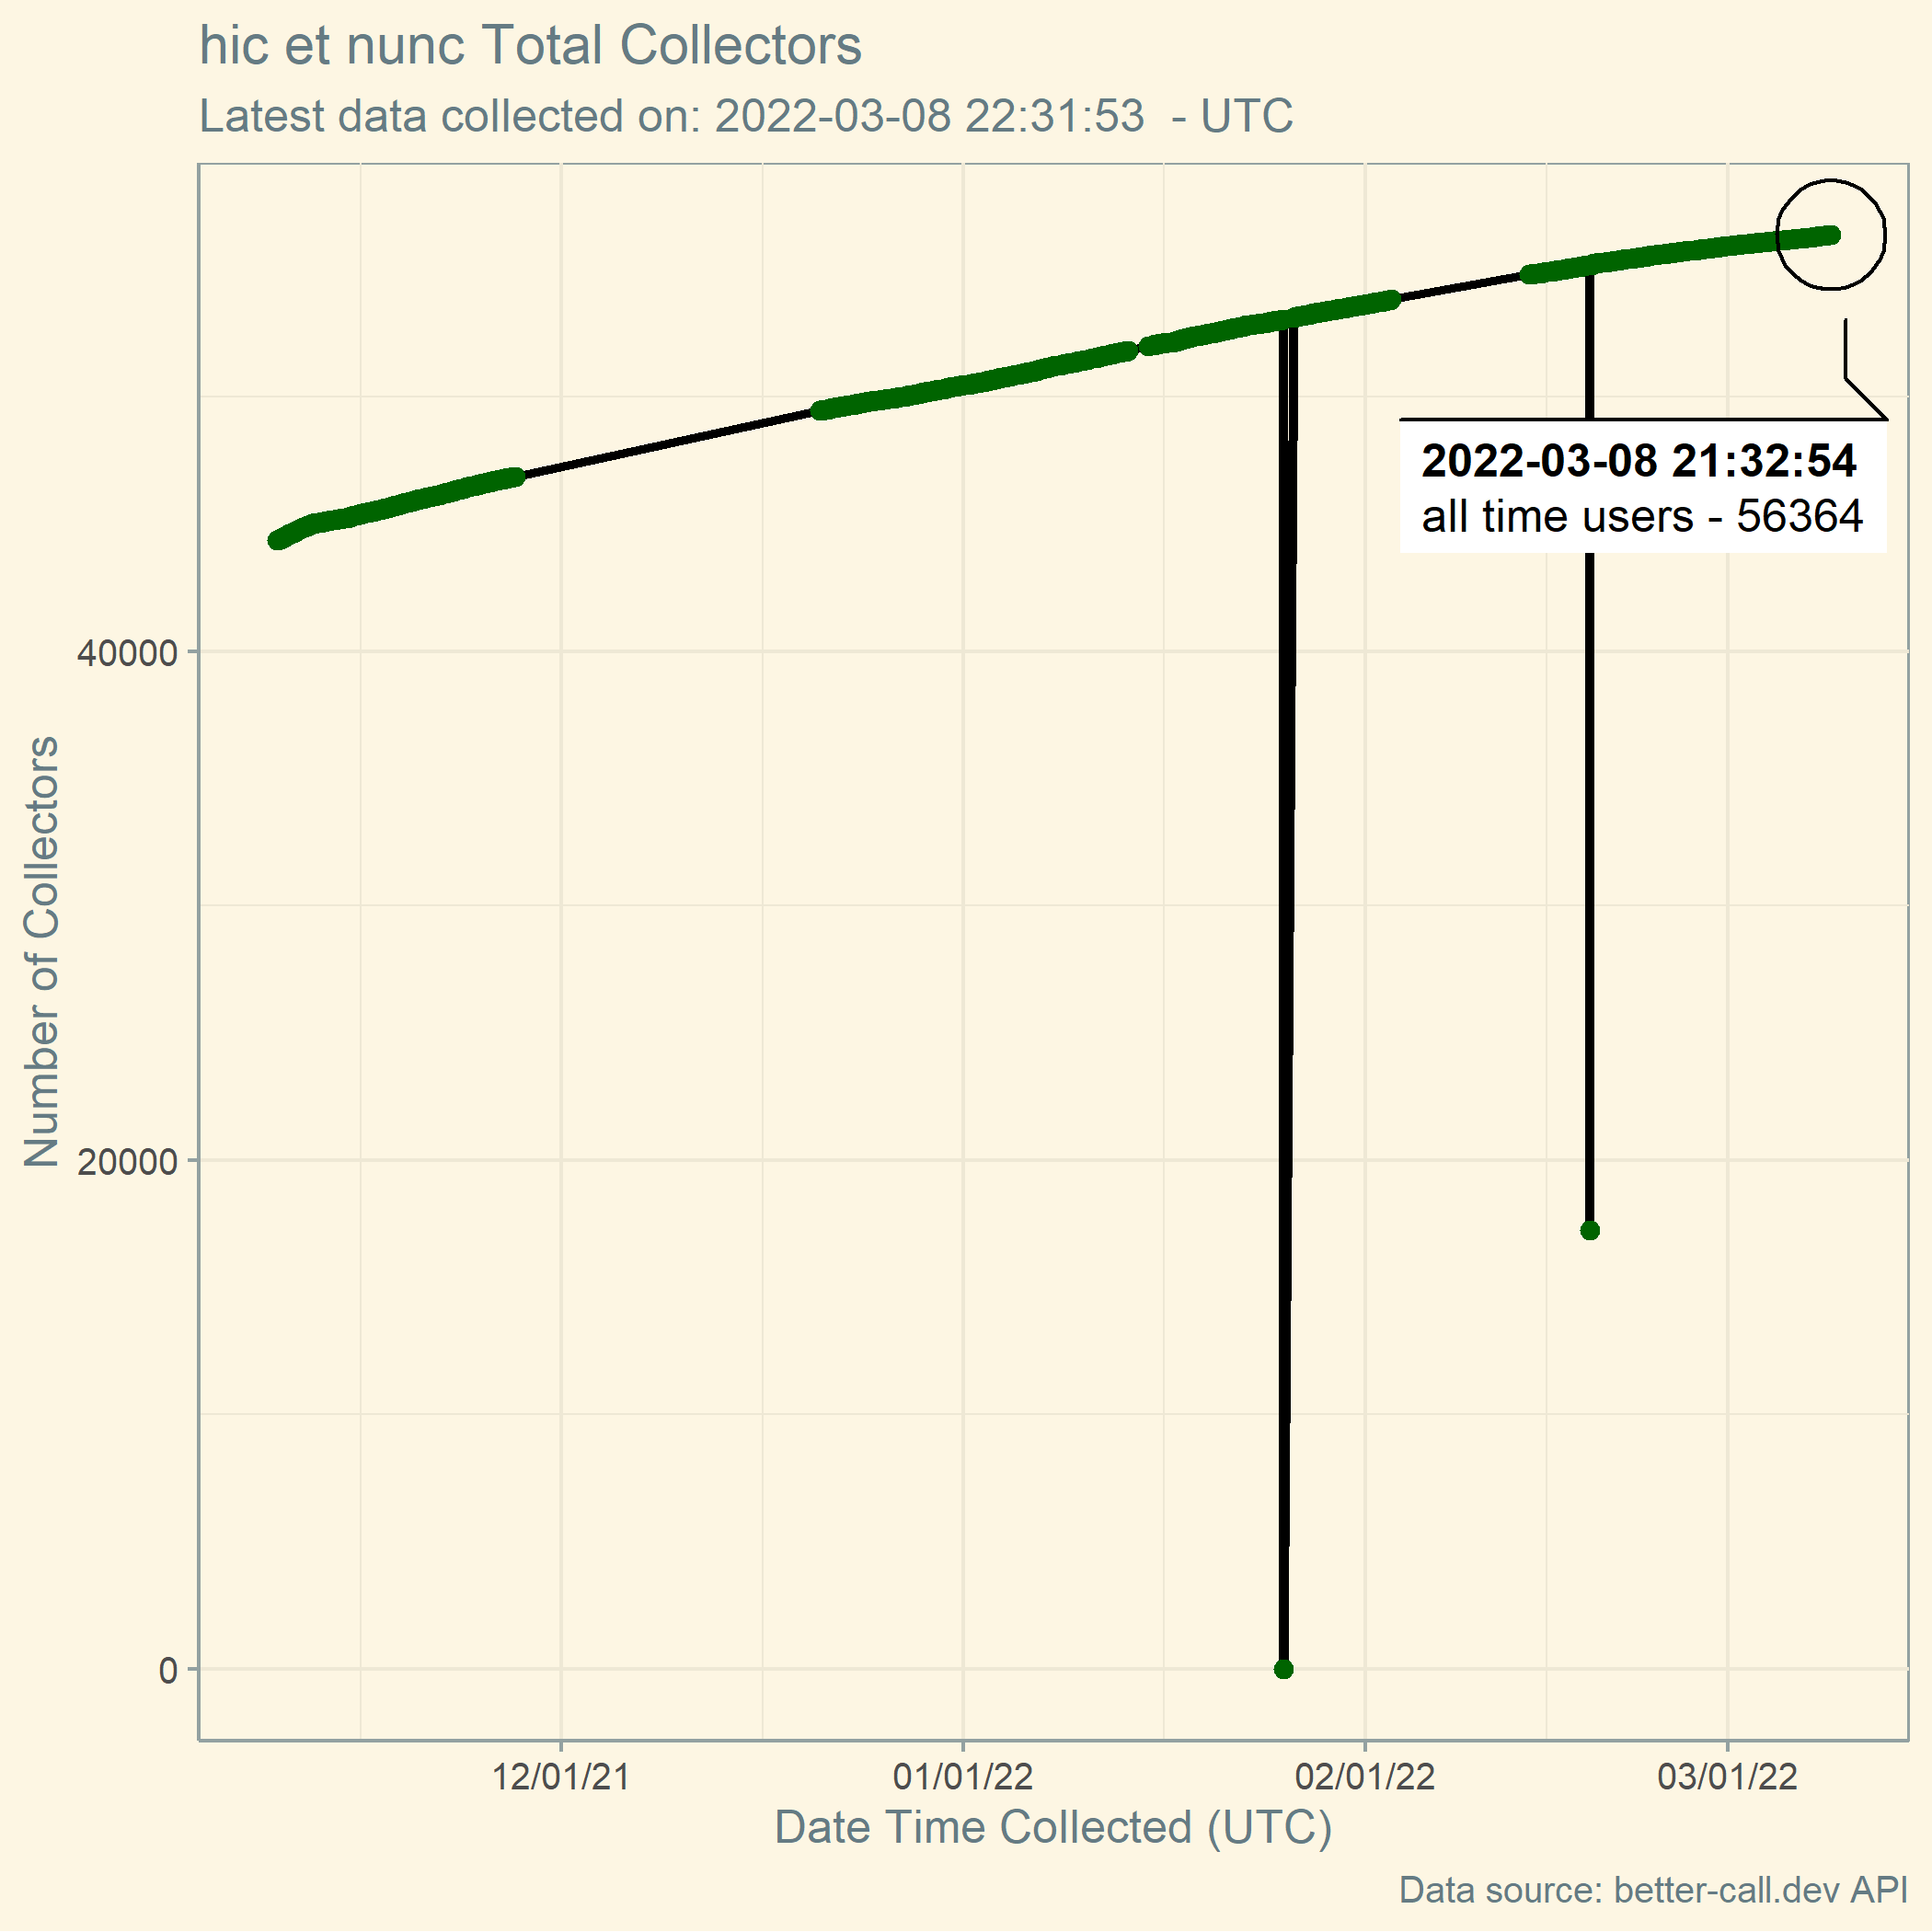 hic et nunc Total Collectors
Latest data collected on: 2022-03-08 22:31:53  - UTC
2022-03-08 21:32:54
all time users - 56364
Number of Collectors
40000
20000
0
12/01/21
01/01/22
02/01/22
03/01/22
Date Time Collected (UTC)
Data source: better-call.dev API